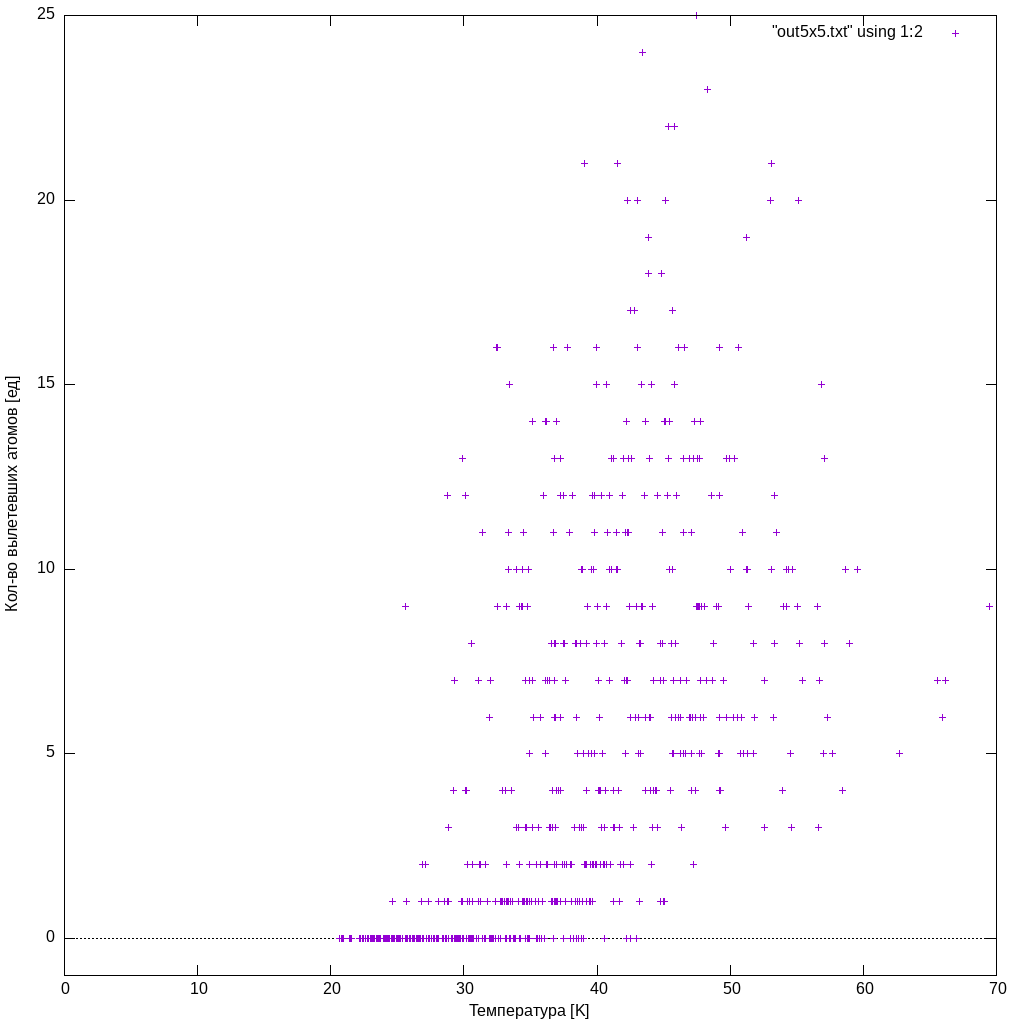 25
"out5x5.txt" using 1:2
20
15
10
5
0
0 10 20 30 40 50 60 70
Температура [К]
Кол-во вылетевших атомов [ед]